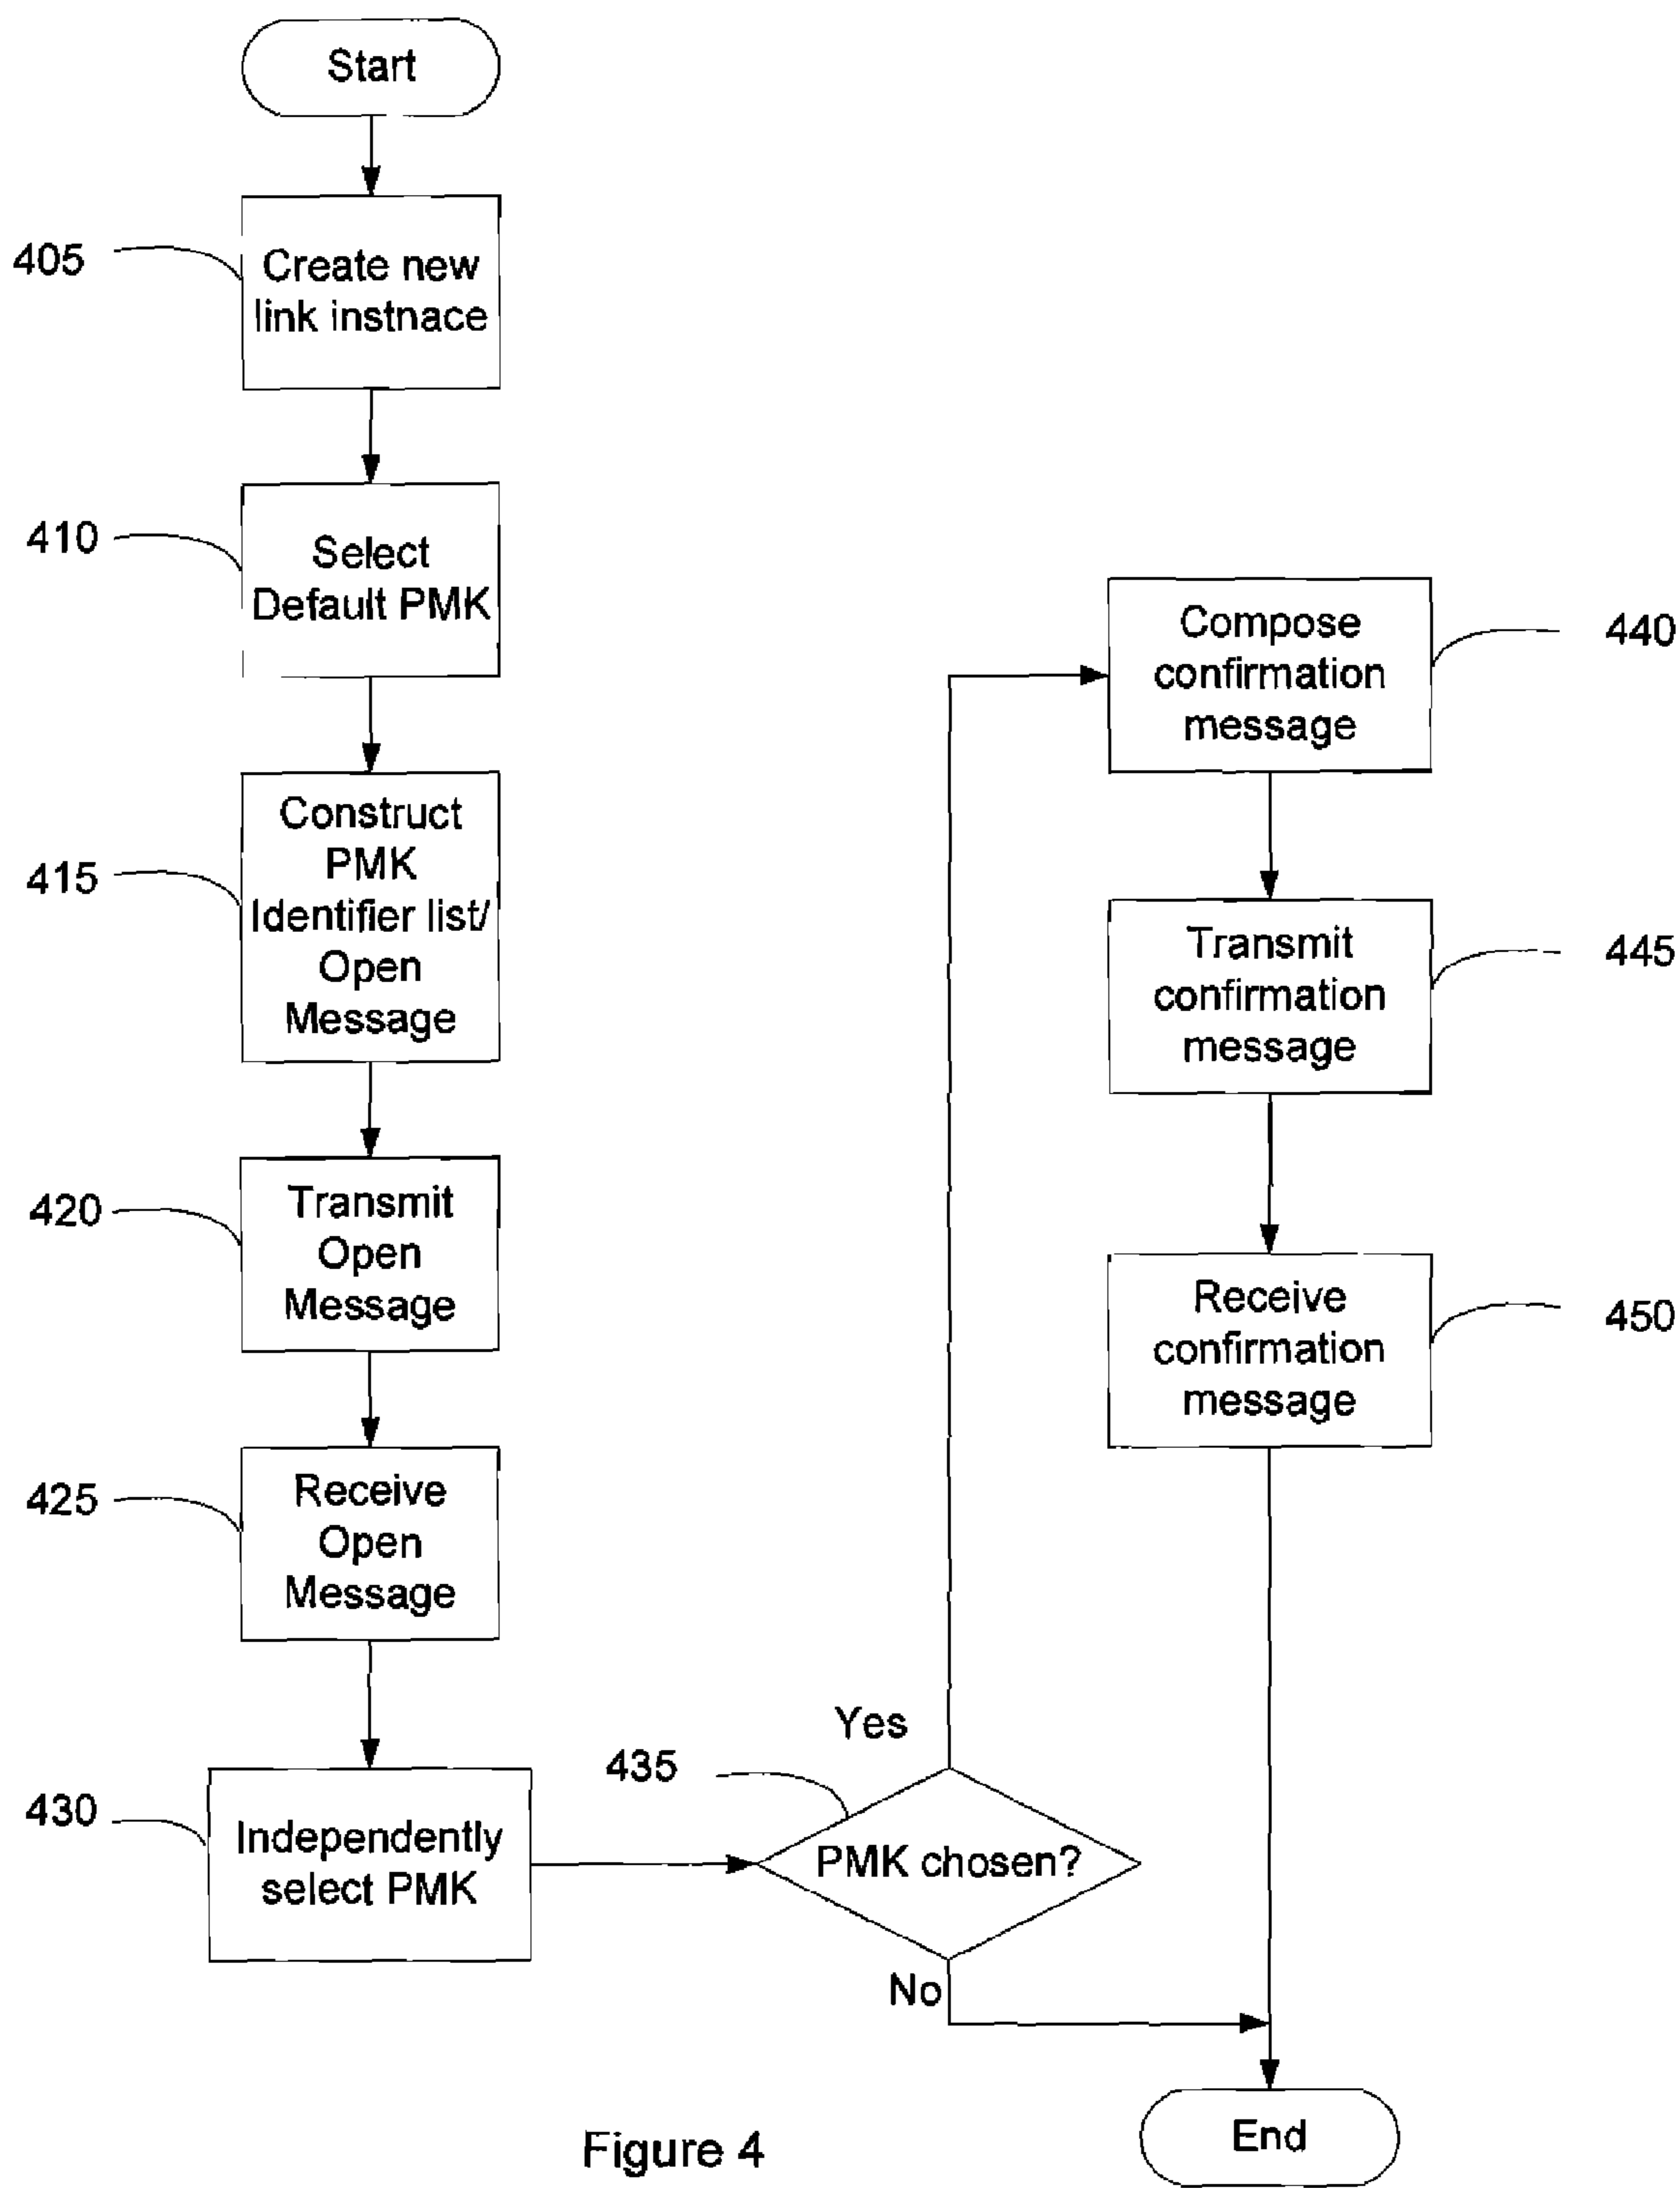 Start
405
Create new
link instnace
410
Select
Default PMK
415
Construct
PMK
Identifier list/
Open
Message
420
Transmit
Open
Message
425
Receive
Open
Message
430
Independently
select PMK
435
PMK chosen?
Yes
No
440
Compose
confirmation
message
445
Transmit
confirmation
message
450
Receive
confirmation
message
End
Figure 4